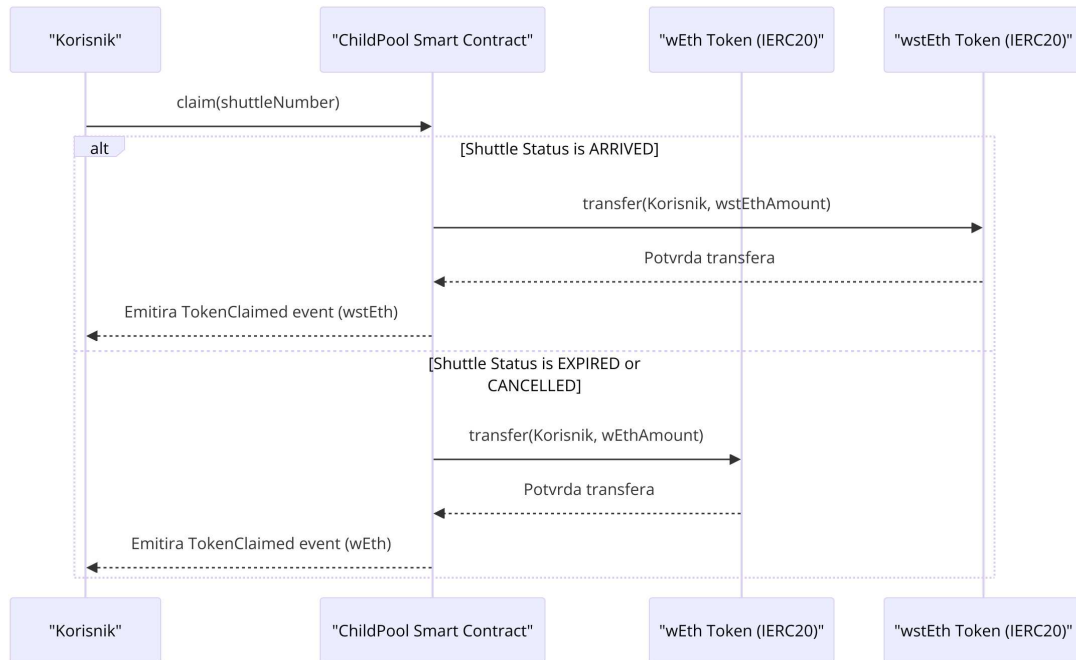 "Korisnik"
"ChildPool Smart Contract"
"wEth Token (IERC20)"
"wstEth Token (IERC20)"
claim(shuttleNumber)
alt
[Shuttle Status is ARRIVED]
transfer(Korisnik, wstEthAmount)
Potvrda transfera
Emitira TokenClaimed event (wstEth)
[Shuttle Status is EXPIRED or
CANCELLED]
transfer(Korisnik, wEthAmount)
Potvrda transfera
Emitira TokenClaimed event (wEth)
"Korisnik"
"ChildPool Smart Contract"
"wEth Token (IERC20)"
"wstEth Token (IERC20)"